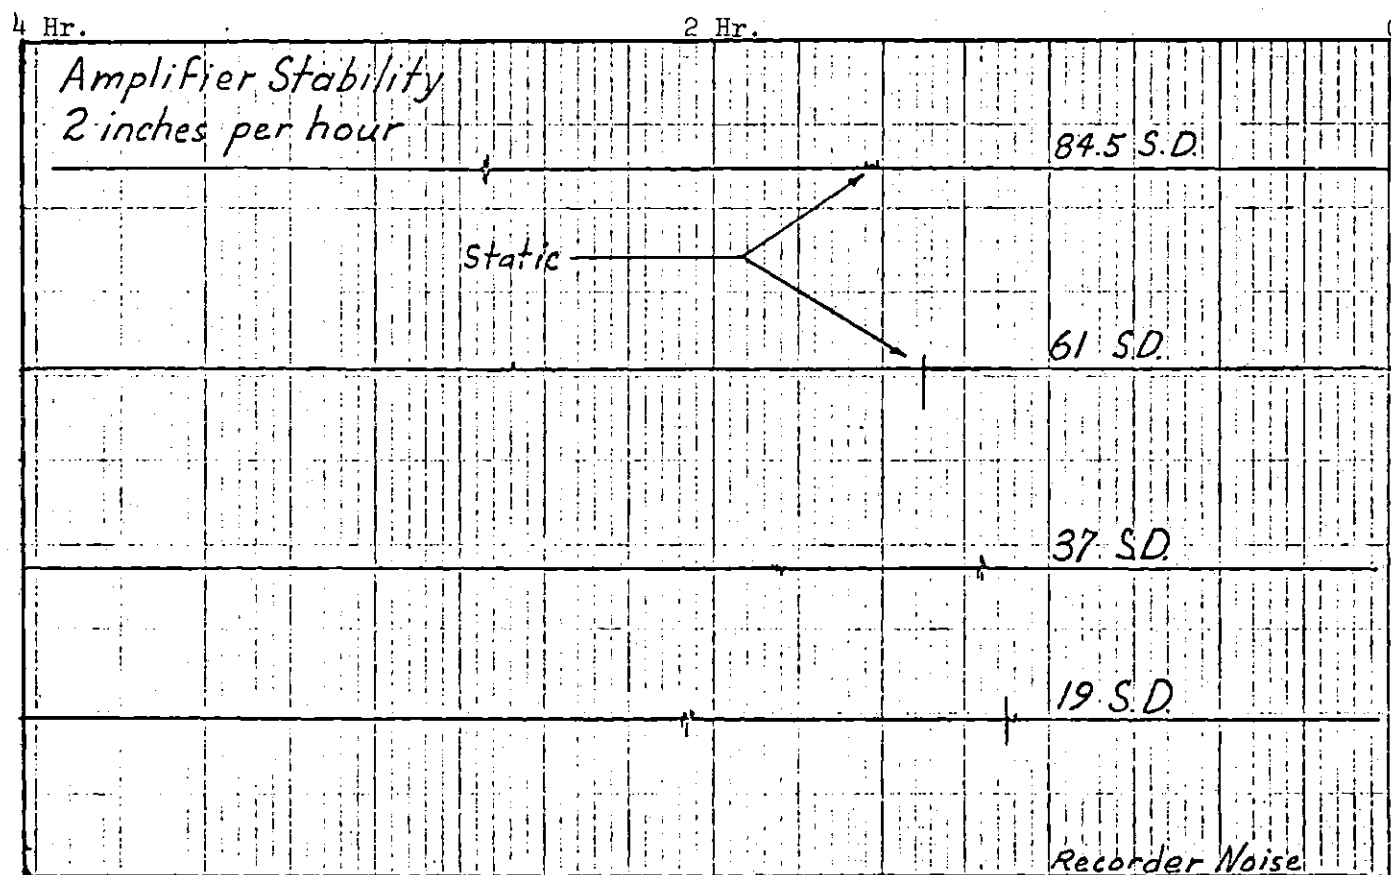 4 Hr. 2 Hr.
Amplifier Stability
2 inches per hour
84.5 S.D.
Static
61 S.D.
37 S.D.
19 S.D.
Recorder Noise